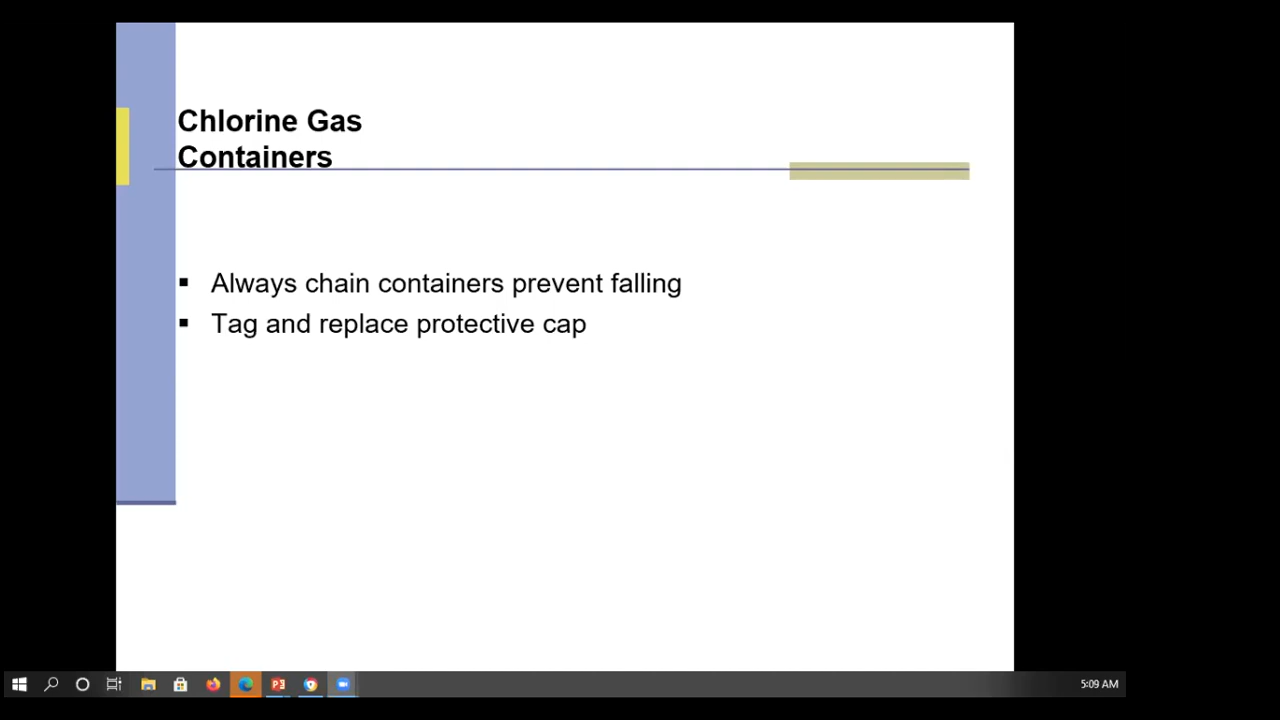 Chlorine Gas
Containers
Always chain containers prevent falling
Tag and replace protective cap
5:09 AM